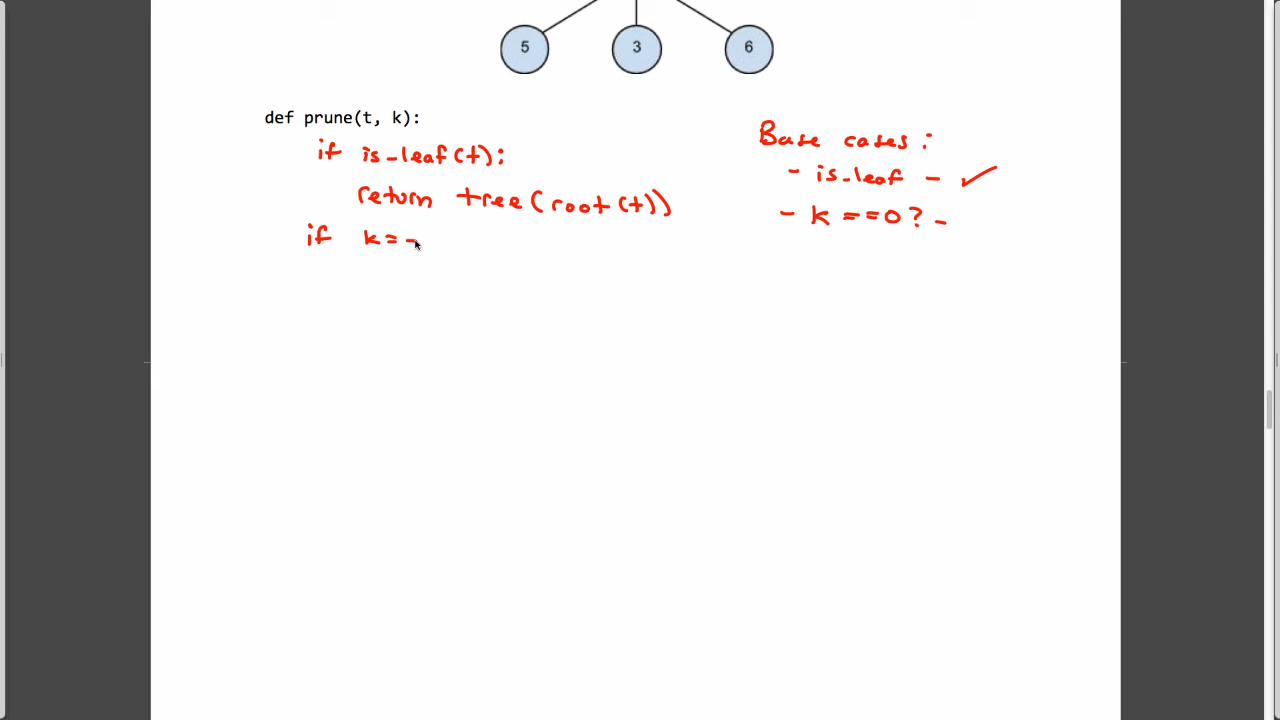 5 3 6
def prune(t, k):
if is_leaf(t):
return tree(root(t))
if k=-
Base cases:
- is_leaf - ✓
- k==0? -